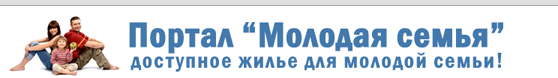 Портал “Молодая семья”
доступное жилье для молодой семьи!